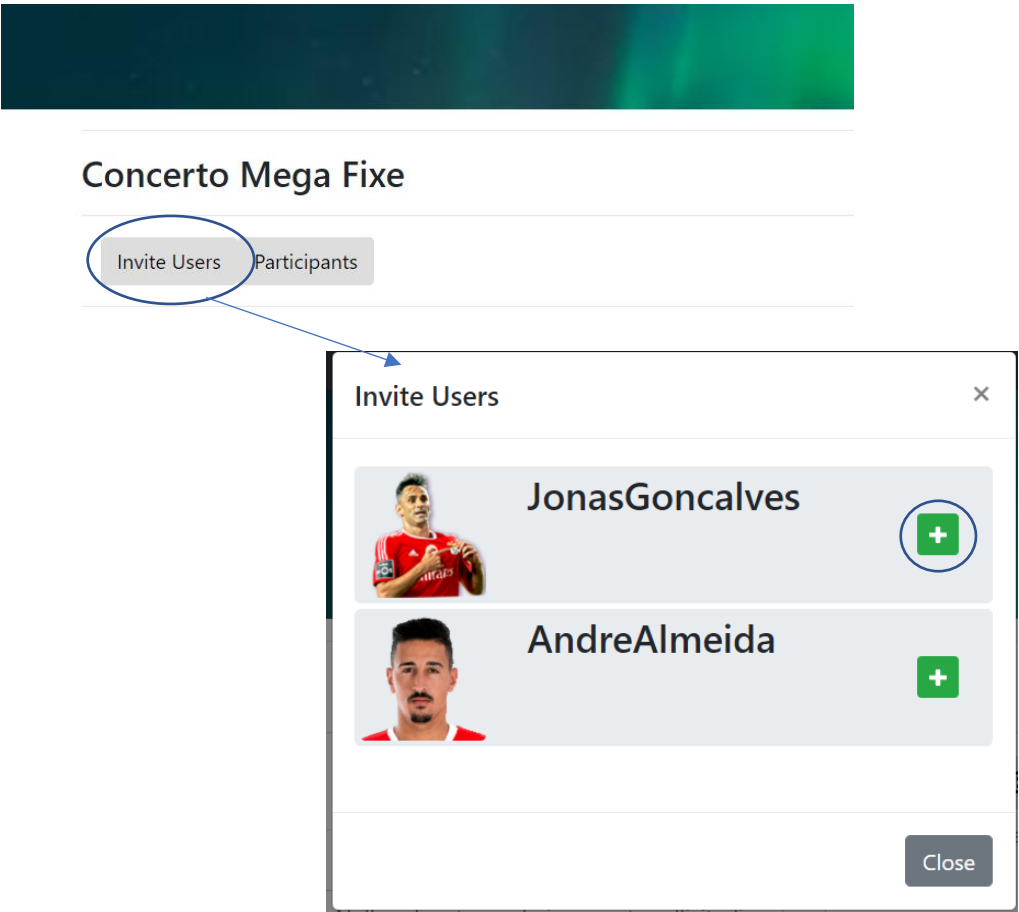 Concerto Mega Fixe
Invite Users
Participants
Invite Users
×
JonasGoncalves
+
AndreAlmeida
+
Close